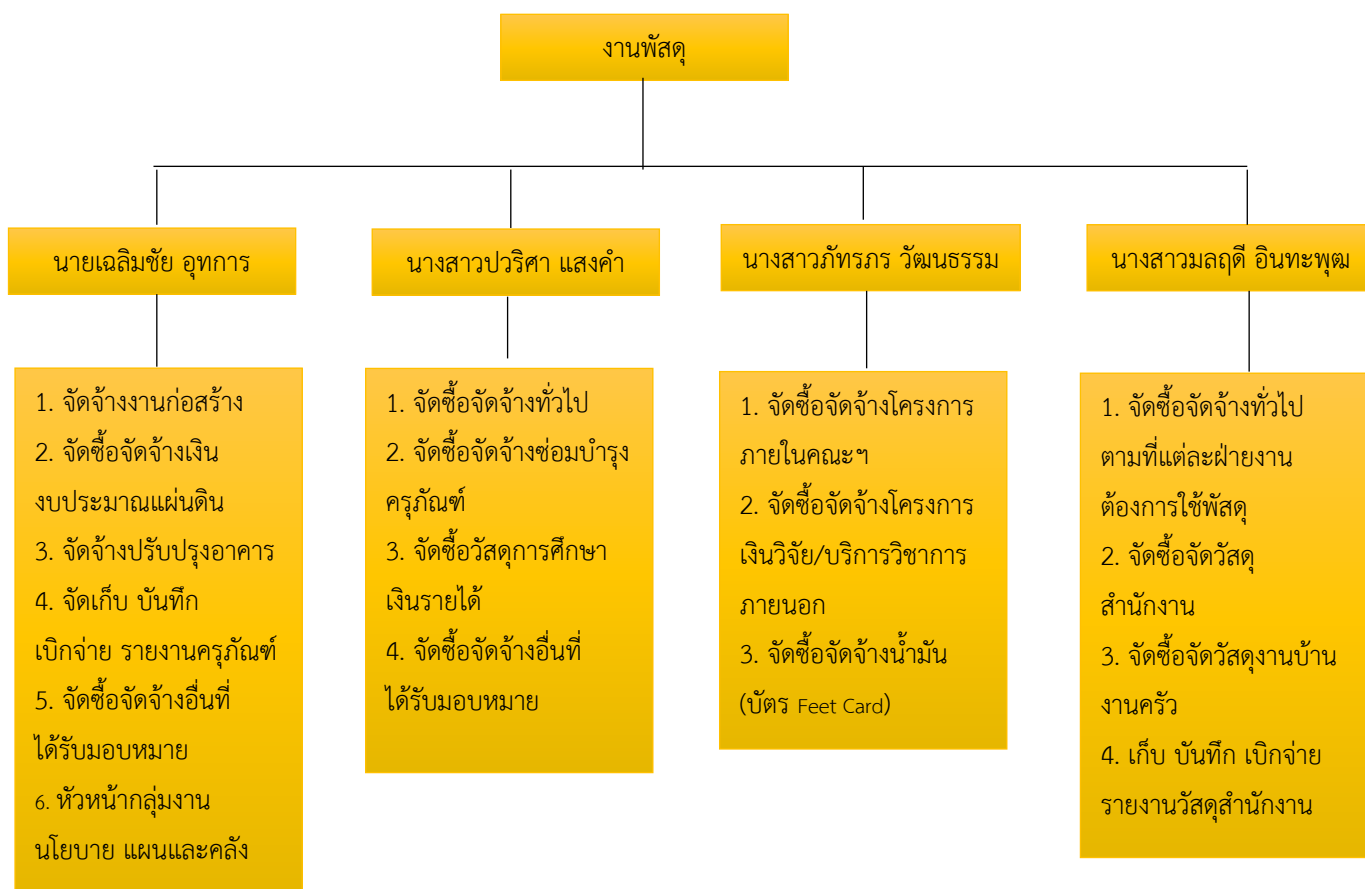 งานพัสดุ
นายเฉลิมชัย อุทการ
นางสาวปวริศา แสงคำ
นางสาวภัทรภร วัฒนธรรม
นางสาวมลฤดี อินทะพุฒ
1. จัดจ้างงานก่อสร้าง
2. จัดซื้อจัดจ้างเงิน
งบประมาณแผ่นดิน
3. จัดจ้างปรับปรุงอาคาร
4. จัดเก็บ บันทึก
เบิกจ่าย รายงานครุภัณฑ์
5. จัดซื้อจัดจ้างอื่นที่
ได้รับมอบหมาย
6. หัวหน้ากลุ่มงาน
นโยบาย แผนและคลัง
1. จัดซื้อจัดจ้างทั่วไป
2. จัดซื้อจัดจ้างซ่อมบำรุง
ครุภัณฑ์
3. จัดซื้อวัสดุการศึกษา
เงินรายได้
4. จัดซื้อจัดจ้างอื่นที่
ได้รับมอบหมาย
1. จัดซื้อจัดจ้างโครงการ
ภายในคณะฯ
2. จัดซื้อจัดจ้างโครงการ
เงินวิจัย/บริการวิชาการ
ภายนอก
3. จัดซื้อจัดจ้างน้ำมัน
(บัตร Feet Card)
1. จัดซื้อจัดจ้างทั่วไป
ตามที่แต่ละฝ่ายงาน
ต้องการใช้พัสดุ
2. จัดซื้อจัดวัสดุ
สำนักงาน
3. จัดซื้อจัดวัสดุงานบ้าน
งานครัว
4. เก็บ บันทึก เบิกจ่าย
รายงานวัสดุสำนักงาน